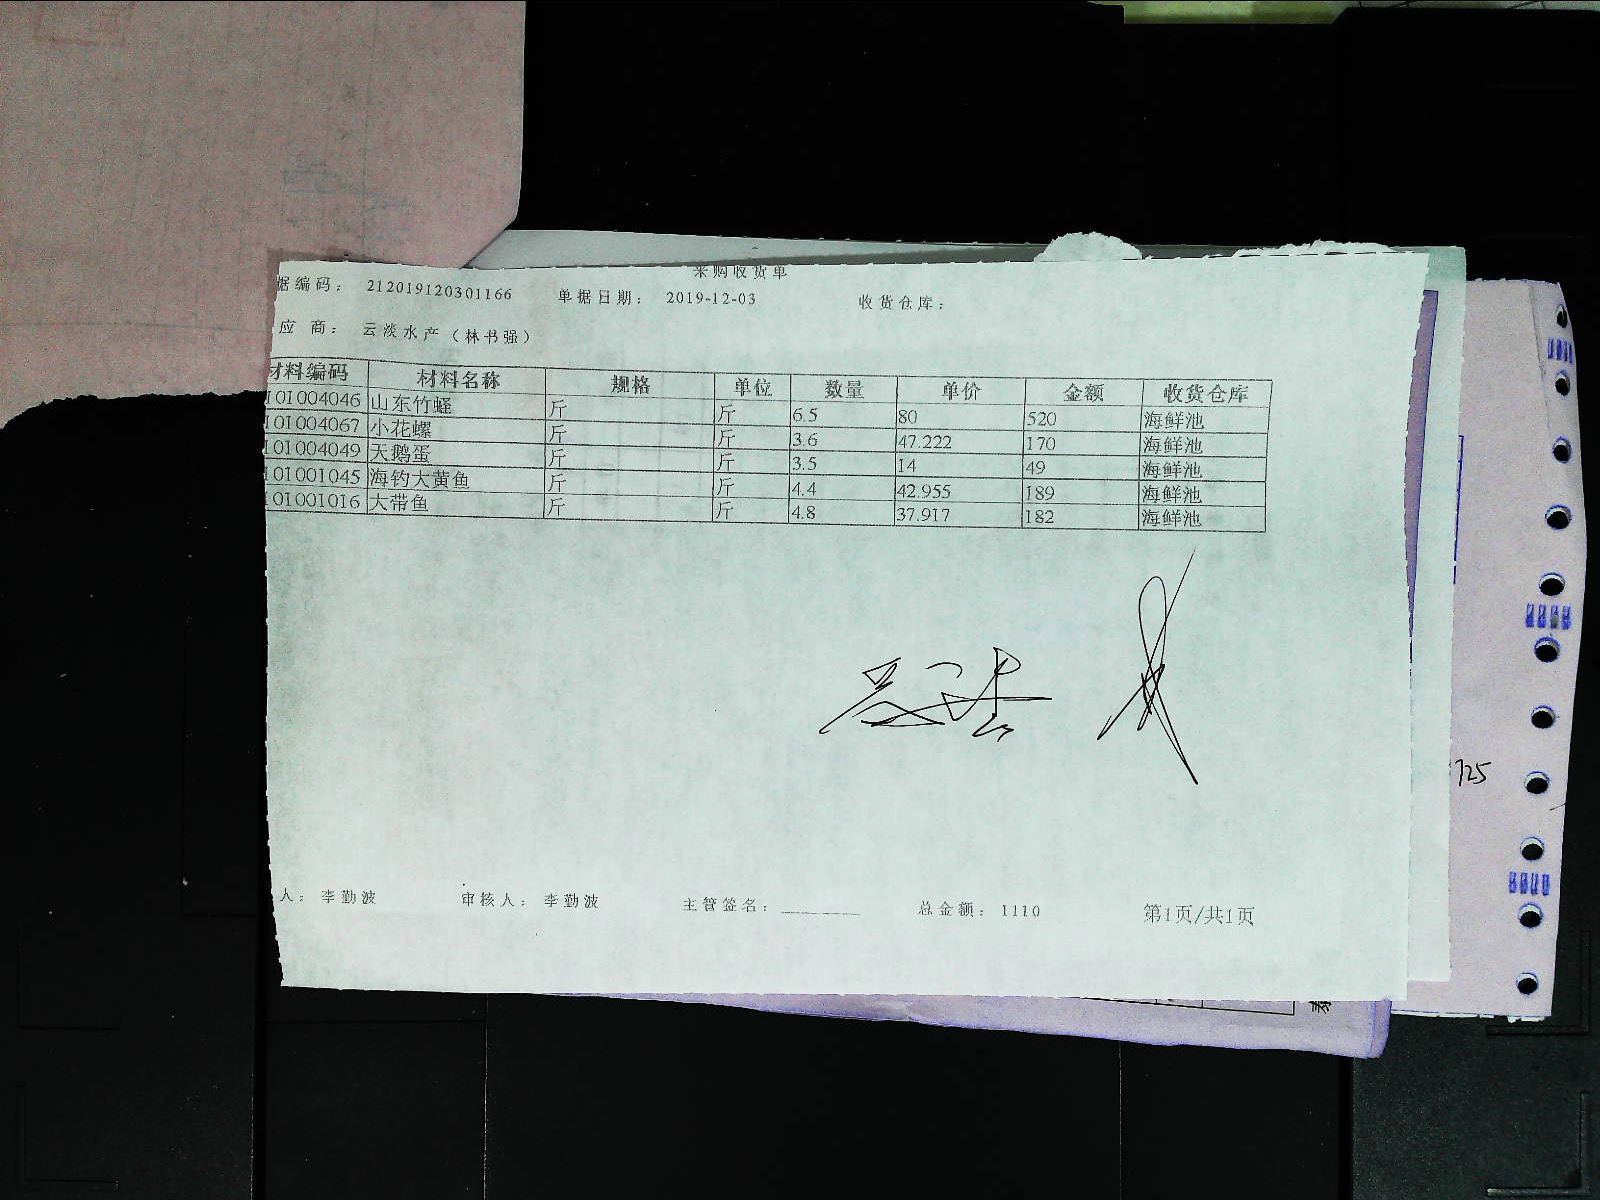 采购收货单
据编码： 212019120301166 单据日期： 2019-12-03 收货仓库：
应 商： 云淡水产（林书强）
材料编码 材料名称 规格 单位 数量 单价 金额 收货仓库
101004046 山东竹蛏 斤 斤 6.5 80 520 海鲜池
101004067 小花螺 斤 斤 3.6 47.222 170 海鲜池
101004049 天鹅蛋 斤 斤 3.5 14 49 海鲜池
101001045 海钓大黄鱼 斤 斤 4.4 42.955 189 海鲜池
101001016 大带鱼 斤 斤 4.8 37.917 182 海鲜池
725
人： 李勤波 审核人： 李勤波 主管签名： 总金额： 1110 第1页/共1页